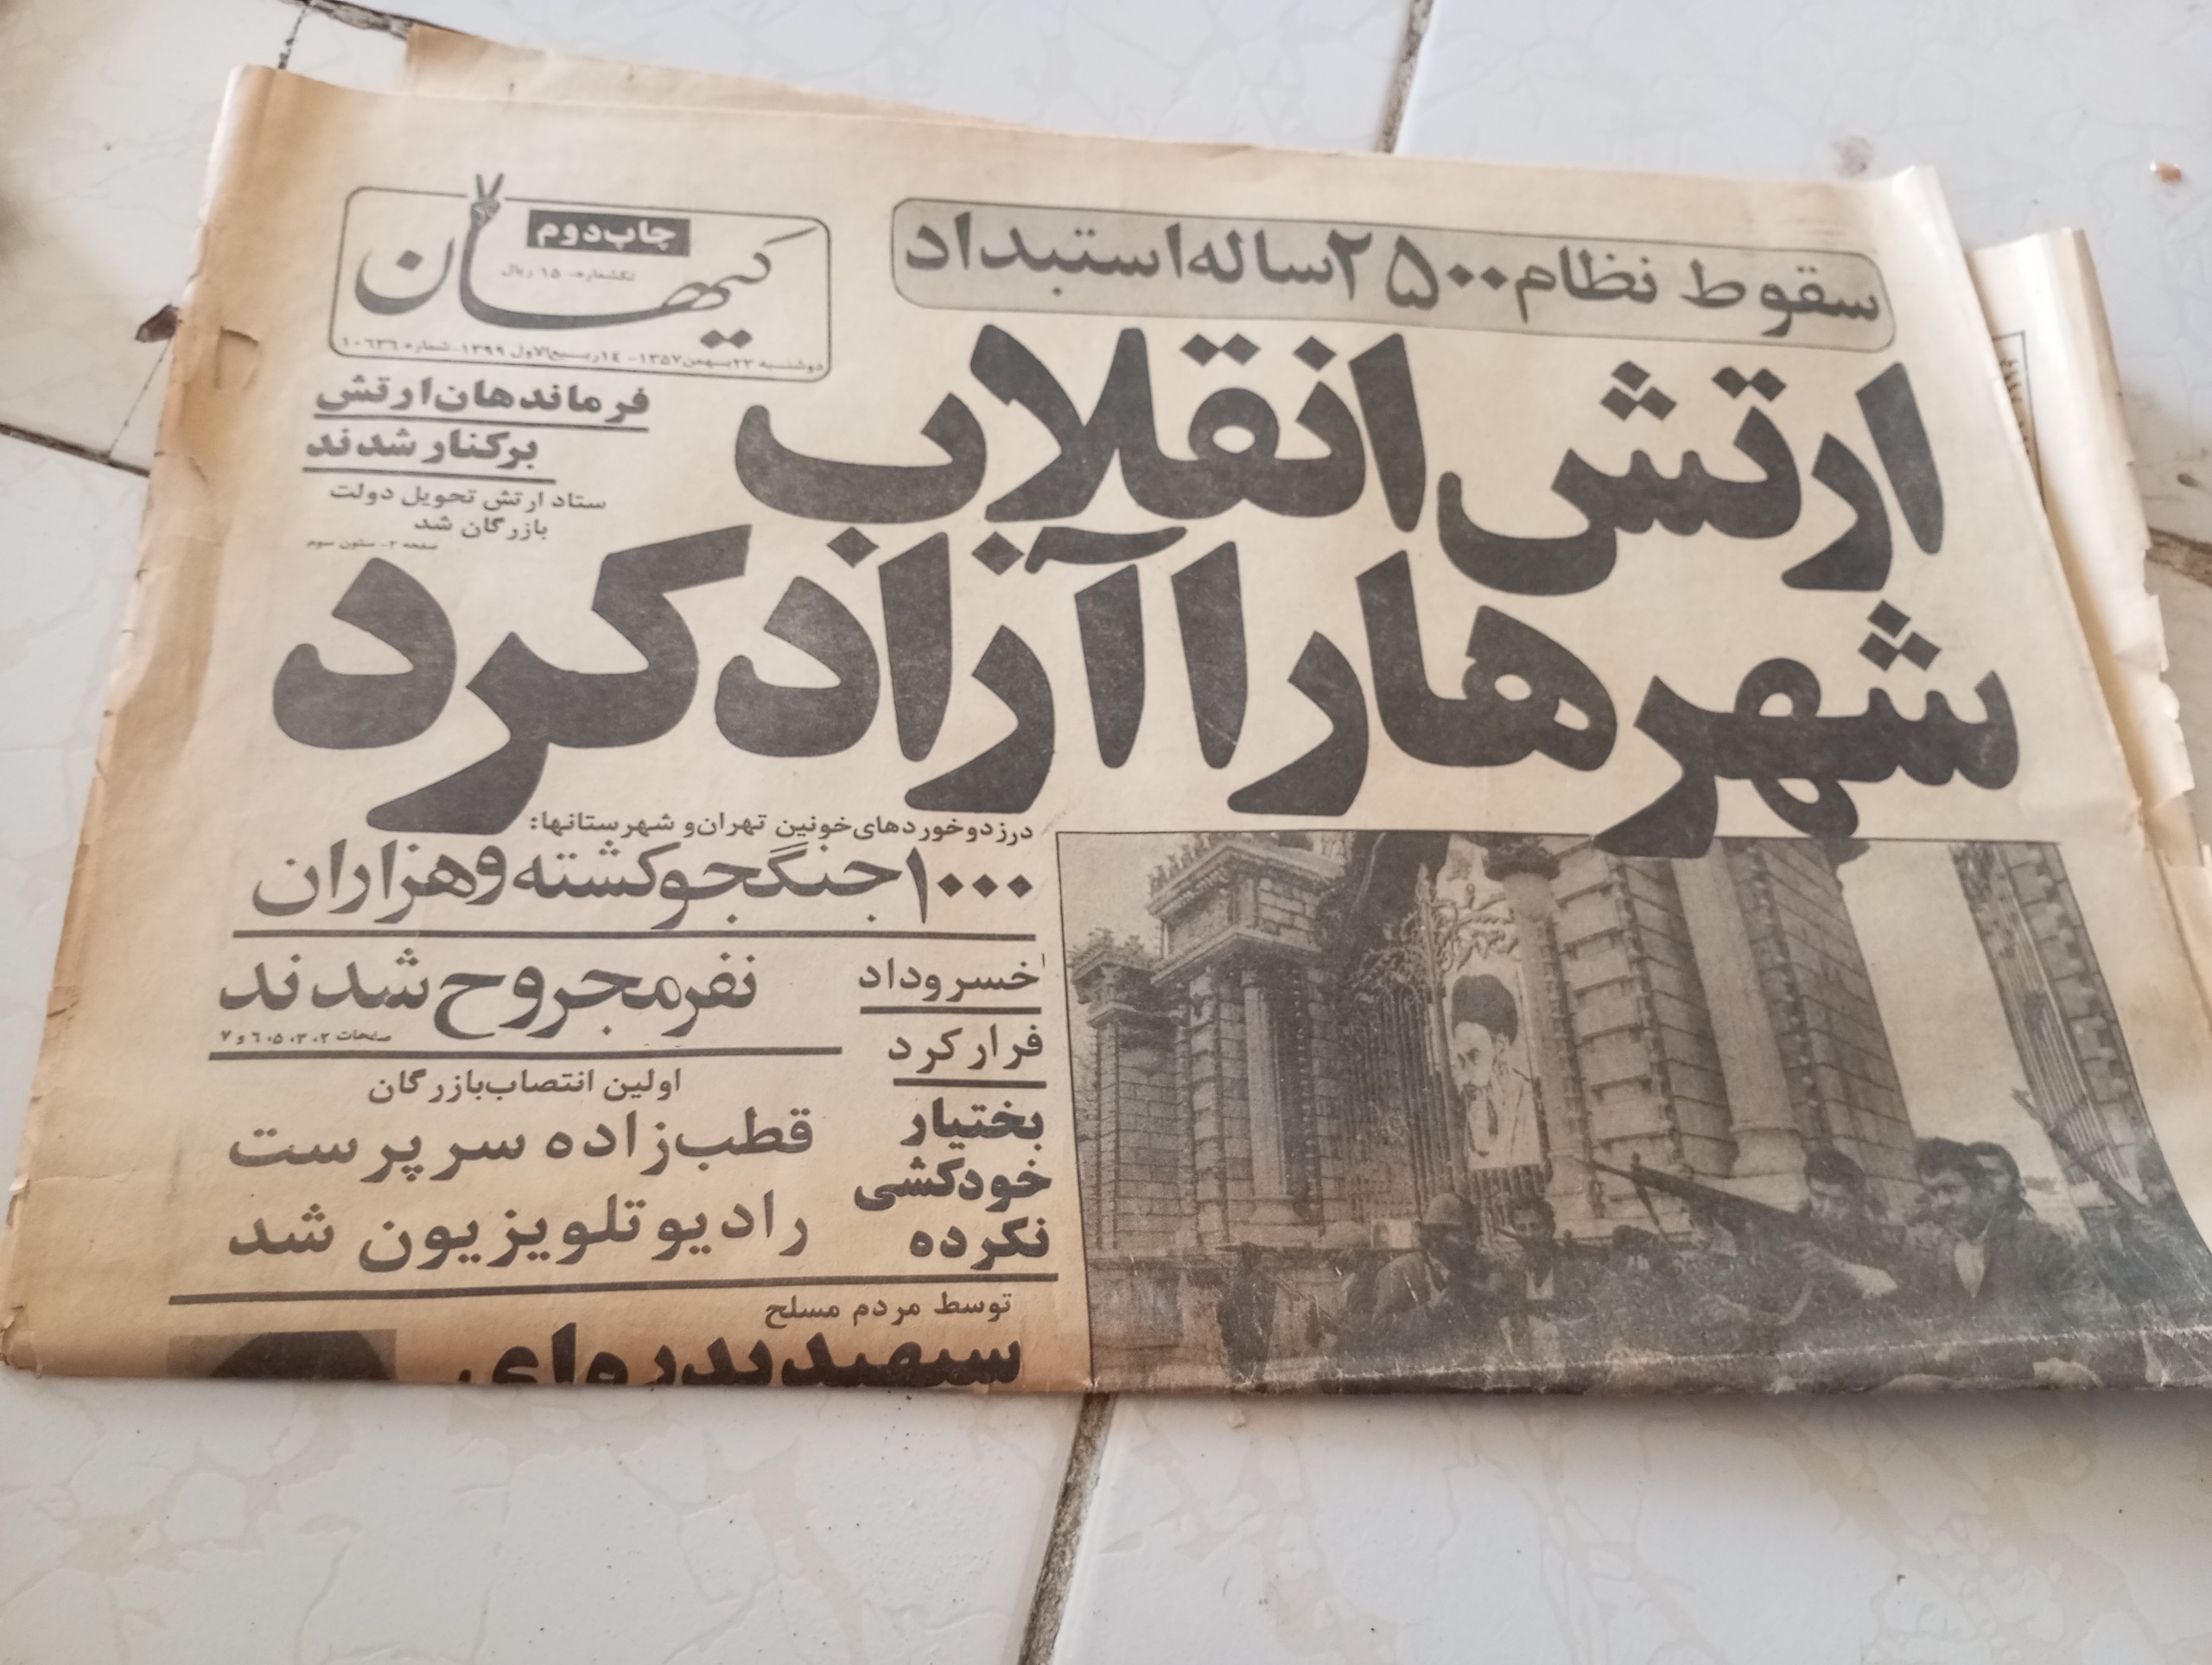 سقوط نظام ۲۵۰۰ ساله استبداد
کیهان
چاپ دوم
تکشماره- ۱۵ ریال
دوشنبه ۲۳ بهمن ۱۳۵۷- ۱۴ ربیع‌الاول ۱۳۹۹- شماره ۱۰۶۳۶
ارتش انقلاب
شهرها را آزاد کرد
فرماندهان ارتش
برکنار شدند
ستاد ارتش تحویل دولت
بازرگان شد
صفحه ۲- ستون سوم
در زد و خوردهای خونین تهران و شهرستانها:
۱۰۰۰ جنگجو کشته و هزاران
نفر مجروح شدند
صفحات ۲، ۳، ۵، ۶ و ۷
خسروداد
فرار کرد
بختیار
خودکشی
نکرده
اولین انتصاب بازرگان
قطب‌زاده سرپرست
رادیو تلویزیون شد
توسط مردم مسلح
سپهبد بدره‌ای